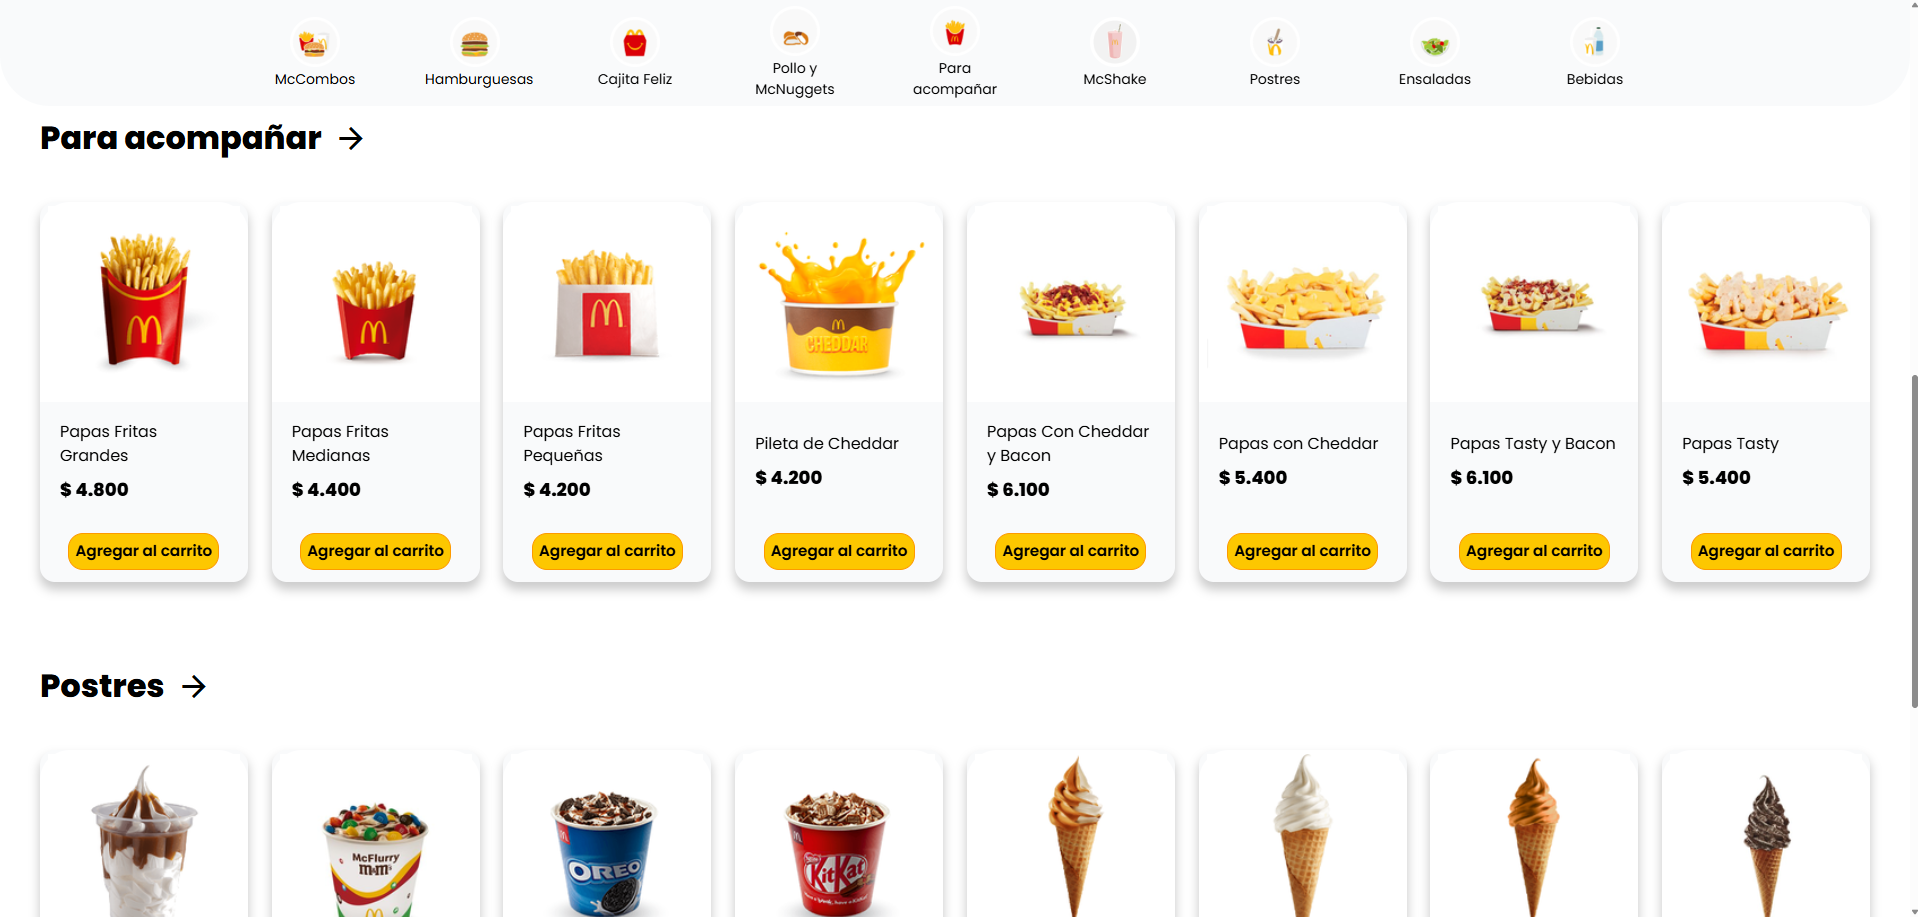 McCombos
Hamburguesas
Cajita Feliz
Pollo y
McNuggets
Para
acompañar
McShake
Postres
Ensaladas
Bebidas
Para acompañar →
CHEDDAR
Papas Fritas
Grandes
$ 4.800
Agregar al carrito
Papas Fritas
Medianas
$ 4.400
Agregar al carrito
Papas Fritas
Pequeñas
$ 4.200
Agregar al carrito
Pileta de Cheddar
$ 4.200
Agregar al carrito
Papas Con Cheddar
y Bacon
$ 6.100
Agregar al carrito
Papas con Cheddar
$ 5.400
Agregar al carrito
Papas Tasty y Bacon
$ 6.100
Agregar al carrito
Papas Tasty
$ 5.400
Agregar al carrito
Postres →
McFlurry
m&m's
OREO
KitKat